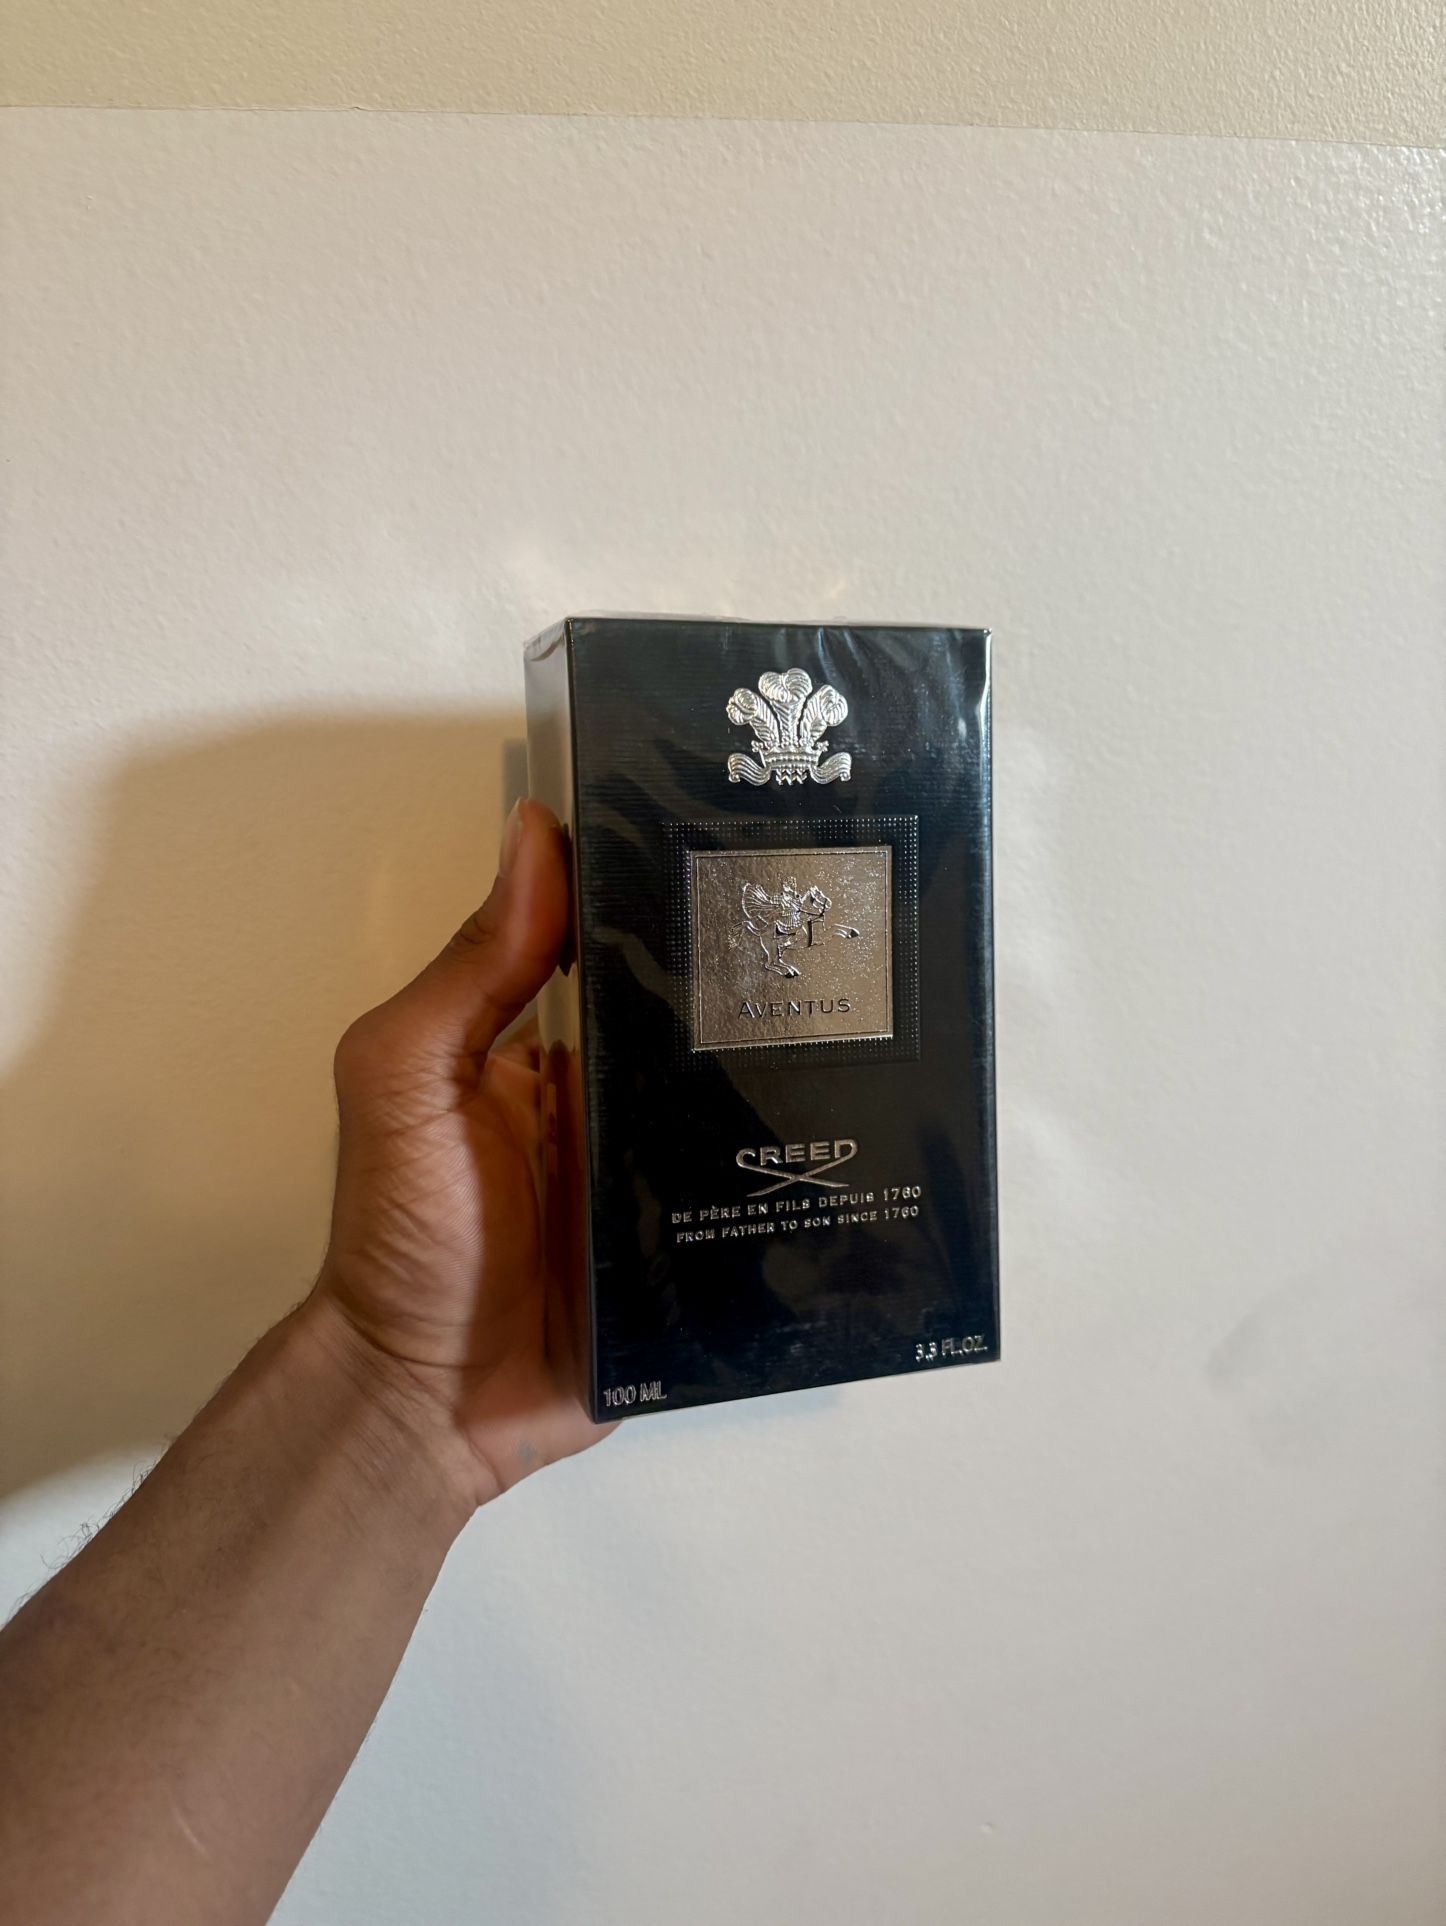 AVENTUS
CREED
DE PÈRE EN FILS DEPUIS 1760
FROM FATHER TO SON SINCE 1760
100 ML
3.3 FL.OZ.